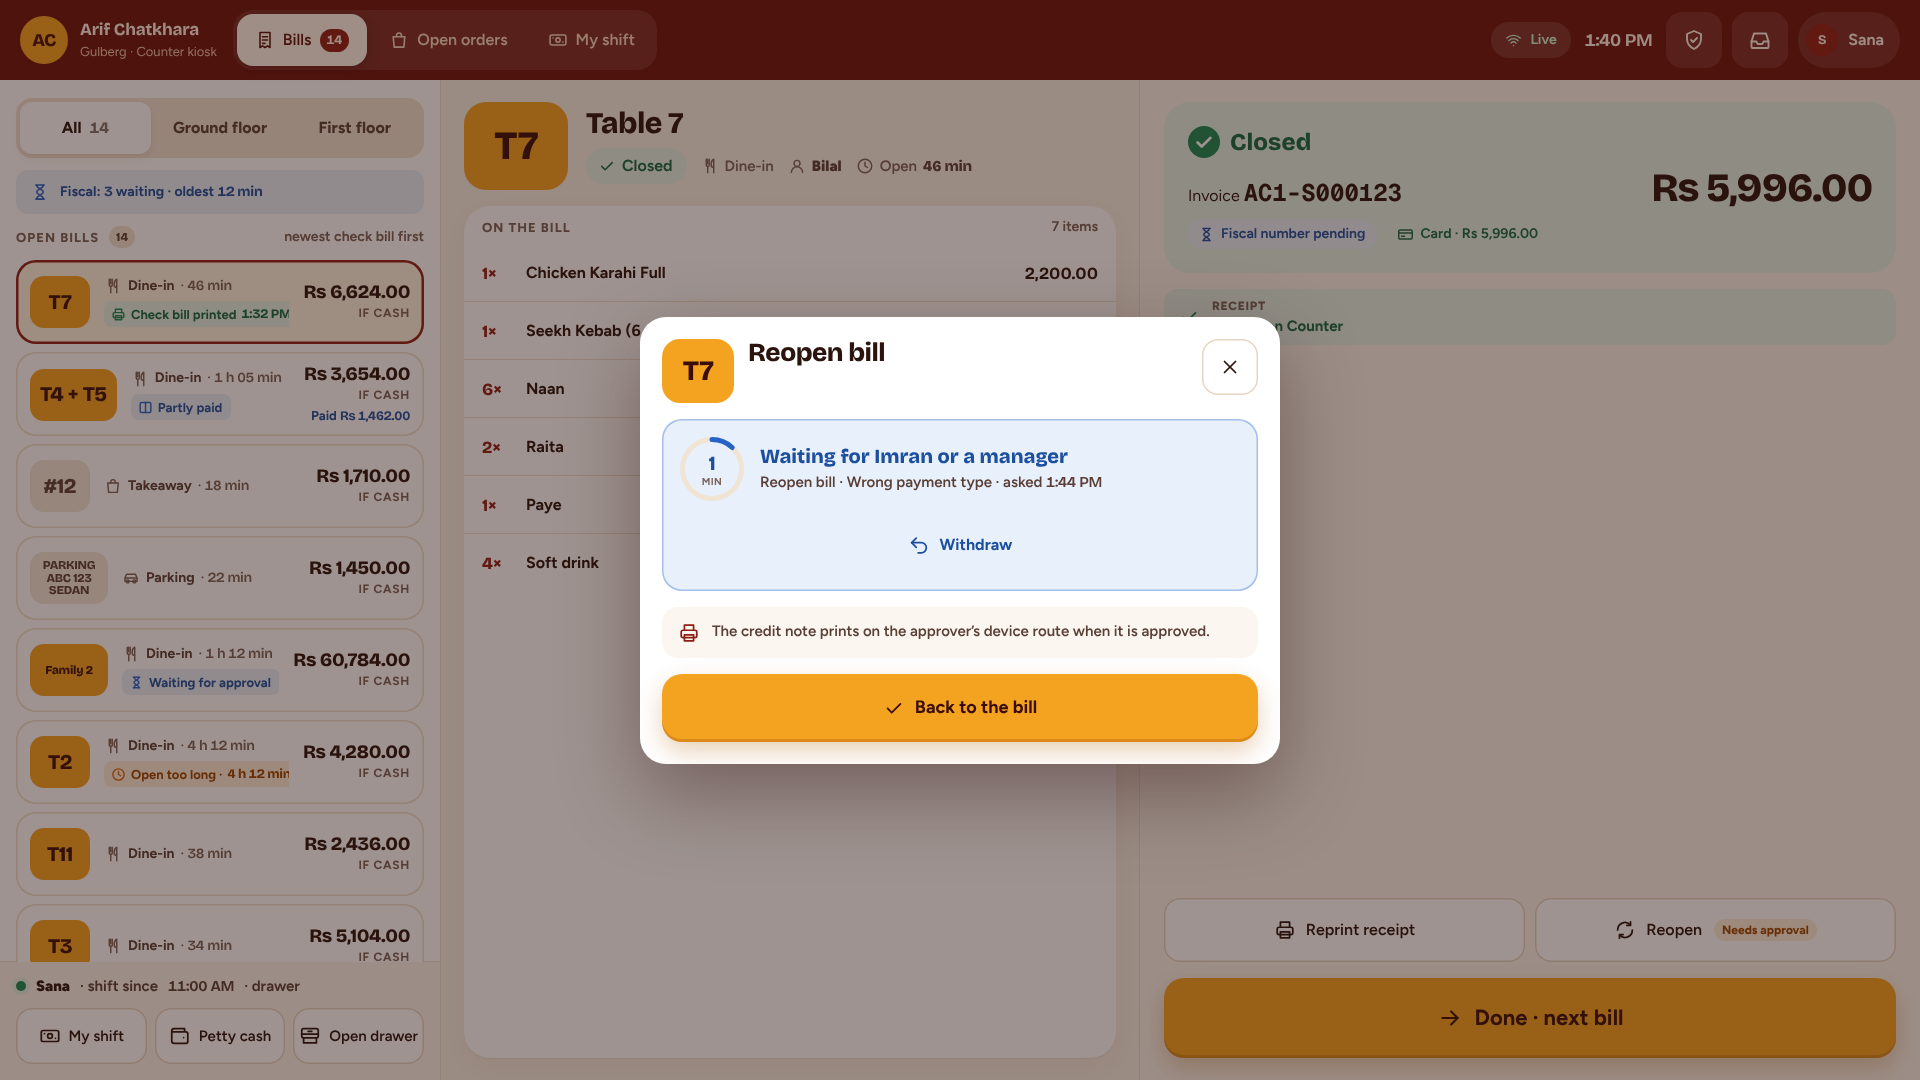 AC
Arif Chatkhara
Gulberg · Counter kiosk
Bills 14
Open orders
My shift
Live
1:40 PM
S
Sana
All 14
Ground floor
First floor
Fiscal: 3 waiting · oldest 12 min
OPEN BILLS 14
newest check bill first
T7
Dine-in · 46 min
Check bill printed 1:32 PM
Rs 6,624.00
IF CASH
T4 + T5
Dine-in · 1 h 05 min
Partly paid
Rs 3,654.00
IF CASH
Paid Rs 1,462.00
#12
Takeaway · 18 min
Rs 1,710.00
IF CASH
PARKING
ABC 123
SEDAN
Parking · 22 min
Rs 1,450.00
IF CASH
Family 2
Dine-in · 1 h 12 min
Waiting for approval
Rs 60,784.00
IF CASH
T2
Dine-in · 4 h 12 min
Open too long · 4 h 12 min
Rs 4,280.00
IF CASH
T11
Dine-in · 38 min
Rs 2,436.00
IF CASH
T3
Dine-in · 34 min
Rs 5,104.00
IF CASH
Sana · shift since 11:00 AM · drawer
My shift
Petty cash
Open drawer
T7
Table 7
Closed
Dine-in
Bilal
Open 46 min
ON THE BILL
7 items
1× Chicken Karahi Full 2,200.00
1× Seekh Kebab (6
6× Naan
2× Raita
1× Paye
4× Soft drink
T7
Reopen bill
1
MIN
Waiting for Imran or a manager
Reopen bill · Wrong payment type · asked 1:44 PM
Withdraw
The credit note prints on the approver's device route when it is approved.
Back to the bill
Closed
Invoice AC1-S000123
Rs 5,996.00
Fiscal number pending
Card · Rs 5,996.00
RECEIPT
n Counter
Reprint receipt
Reopen
Needs approval
Done · next bill